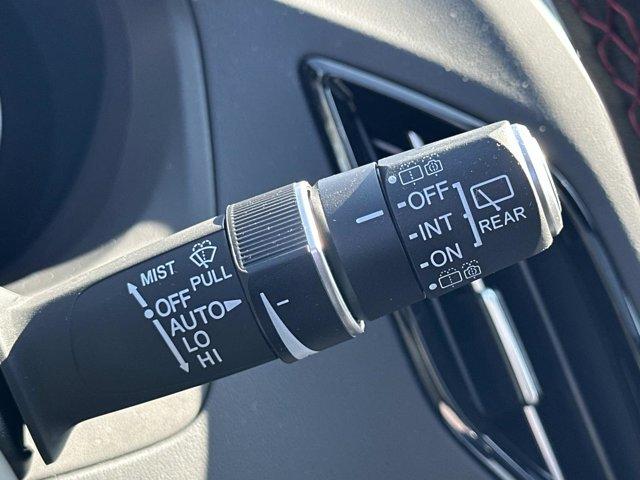 MIST
OFF PULL
AUTO
LO
HI
OFF
INT
ON
REAR